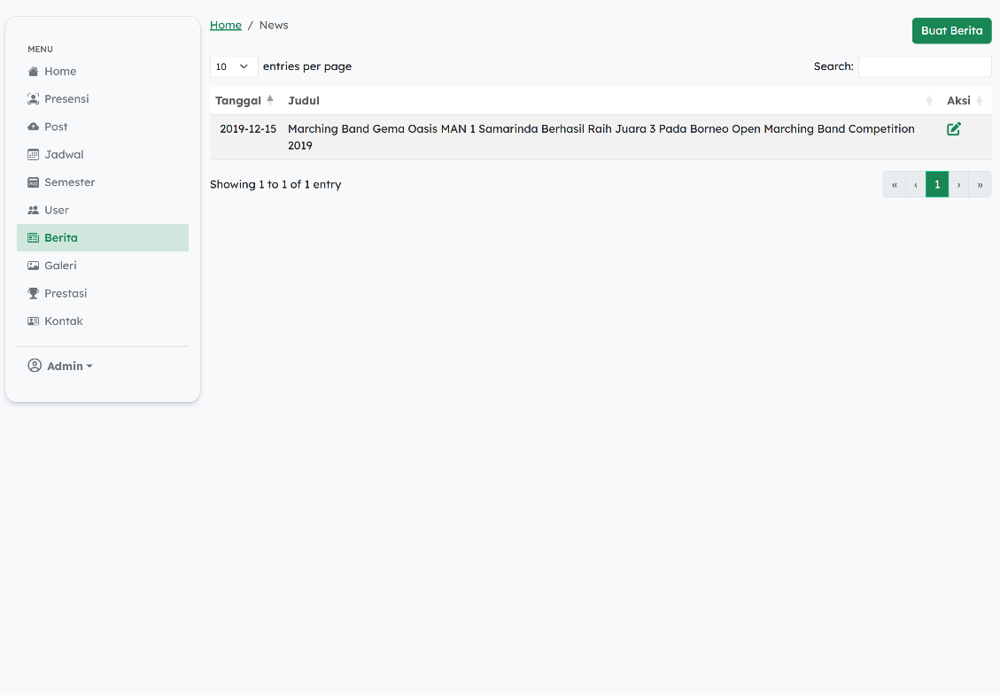 Home / News
Buat Berita
MENU
Home
Presensi
Post
Jadwal
Aug
Semester
User
Berita
Galeri
Prestasi
Kontak
Admin
10 entries per page
Search:
Tanggal Judul Aksi
2019-12-15 Marching Band Gema Oasis MAN 1 Samarinda Berhasil Raih Juara 3 Pada Borneo Open Marching Band Competition
2019
Showing 1 to 1 of 1 entry
« ‹ 1 › »